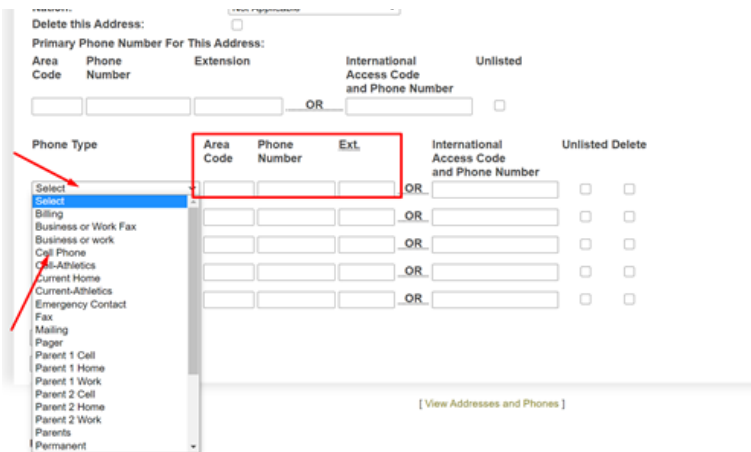 Delete this Address:
Primary Phone Number For This Address:
Area Code Phone Number Extension International Access Code and Phone Number Unlisted
OR
Phone Type Area Code Phone Number Ext. International Access Code and Phone Number Unlisted Delete
Select OR
Select
Billing OR
Business or Work Fax
Business or work OR
Cell Phone
Cell-Athletics OR
Current Home
Current-Athletics OR
Emergency Contact
Fax
Mailing
Pager
Parent 1 Cell
Parent 1 Home
Parent 1 Work
Parent 2 Cell
[ View Addresses and Phones ]
Parent 2 Home
Parent 2 Work
Parents
Permanent